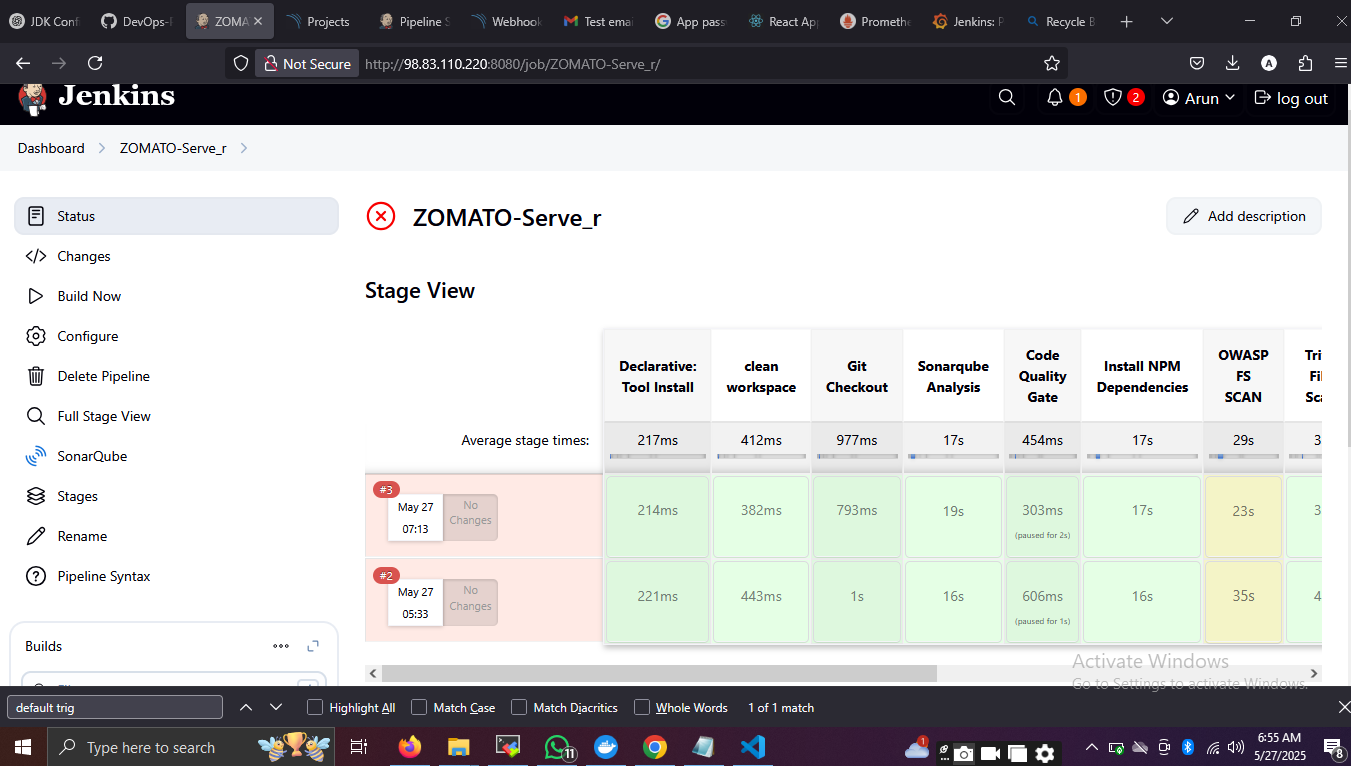 JDK Conf
DevOps-
ZOMA
Projects
Pipeline S
Webhook
Test emai
App pass
React App
Promethe
Jenkins: P
Recycle B
Not Secure
http://98.83.110.220:8080/job/ZOMATO-Serve_r/
A
Jenkins
1
2
Arun
log out
Dashboard
ZOMATO-Serve_r
Status
ZOMATO-Serve_r
Add description
Changes
Build Now
Configure
Delete Pipeline
Full Stage View
SonarQube
Stages
Rename
Pipeline Syntax
Builds
Stage View
Declarative: Tool Install
clean workspace
Git Checkout
Sonarqube Analysis
Code Quality Gate
Install NPM Dependencies
OWASP FS SCAN
Average stage times:
217ms
412ms
977ms
17s
454ms
17s
29s
3
#3
May 27
07:13
No Changes
214ms
382ms
793ms
19s
303ms
(paused for 2s)
17s
23s
3
#2
May 27
05:33
No Changes
221ms
443ms
1s
16s
606ms
(paused for 1s)
16s
35s
4
Activate Windows
Go to Settings to activate Windows.
default trig
Highlight All
Match Case
Match Diacritics
Whole Words
1 of 1 match
Type here to search
11
1
6:55 AM
5/27/2025
8